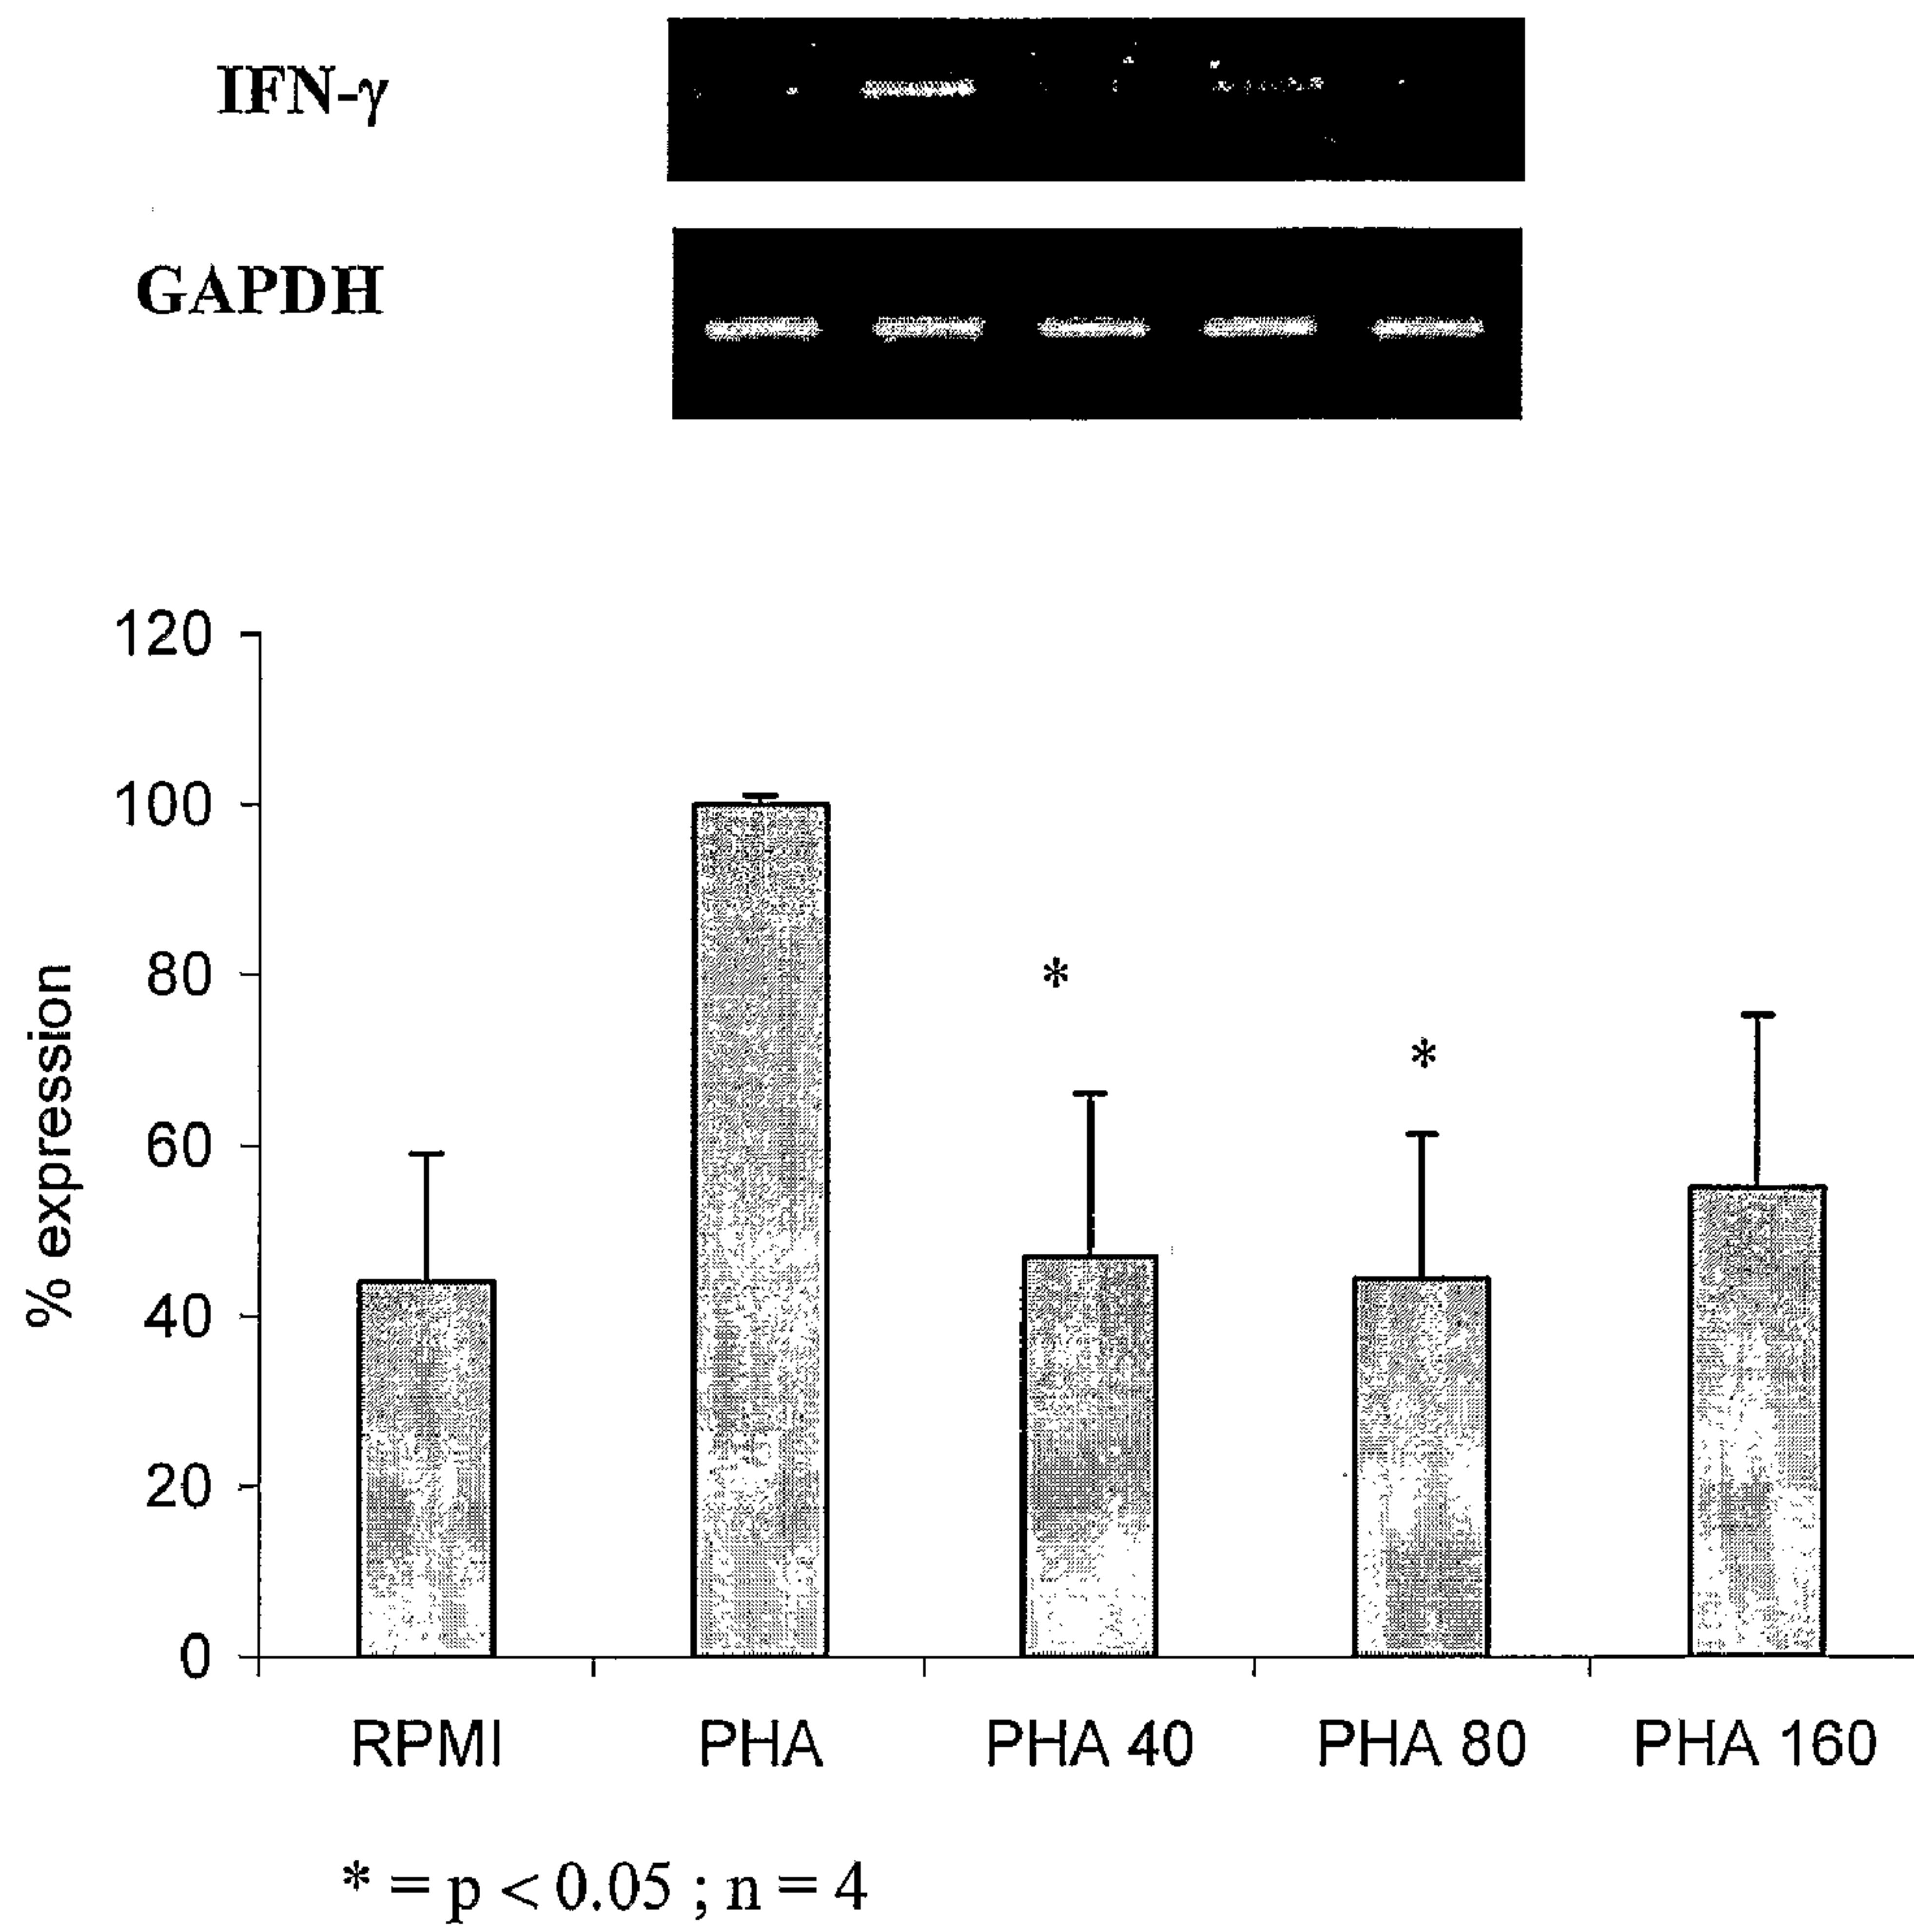 IFN-γ
GAPDH
120
100
80
60
40
20
0
% expression
*
*
RPMI PHA PHA 40 PHA 80 PHA 160
* = p < 0.05 ; n = 4